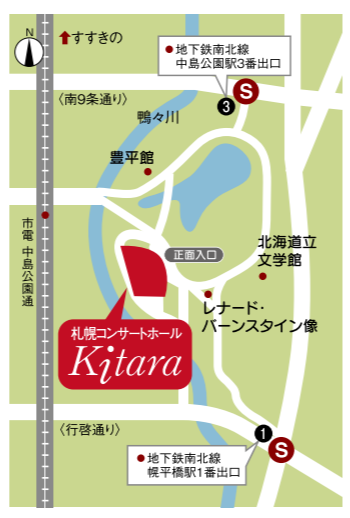 N
すすきの
地下鉄南北線
中島公園駅3番出口
S
3
〈南9条通り〉
鴨々川
豊平館
市電 中島公園通
正面入口
北海道立
文学館
レナード・
バーンスタイン像
札幌コンサートホール
Kitara
〈行啓通り〉
1
S
地下鉄南北線
幌平橋駅1番出口